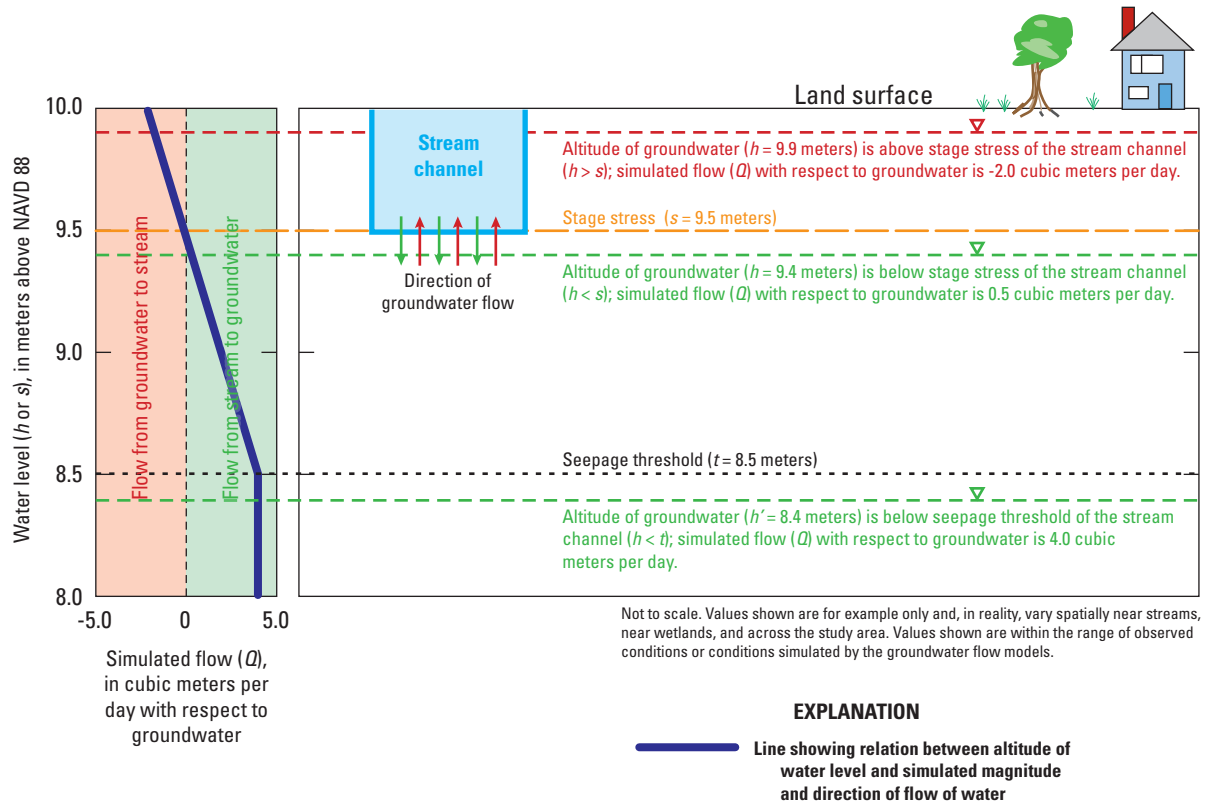 Land surface
Water level (h or s), in meters above NAVD 88
10.0
9.5
9.0
8.5
8.0
Flow from groundwater to stream
Flow from stream to groundwater
-5.0 0 5.0
Simulated flow (Q),
in cubic meters per
day with respect to
groundwater
Stream
channel
Direction of
groundwater flow
Altitude of groundwater (h = 9.9 meters) is above stage stress of the stream channel
(h > s); simulated flow (Q) with respect to groundwater is -2.0 cubic meters per day.
Stage stress (s = 9.5 meters)
Altitude of groundwater (h = 9.4 meters) is below stage stress of the stream channel
(h < s); simulated flow (Q) with respect to groundwater is 0.5 cubic meters per day.
Seepage threshold (t = 8.5 meters)
Altitude of groundwater (h′ = 8.4 meters) is below seepage threshold of the stream
channel (h < t); simulated flow (Q) with respect to groundwater is 4.0 cubic
meters per day.
Not to scale. Values shown are for example only and, in reality, vary spatially near streams,
near wetlands, and across the study area. Values shown are within the range of observed
conditions or conditions simulated by the groundwater flow models.
EXPLANATION
Line showing relation between altitude of
water level and simulated magnitude
and direction of flow of water